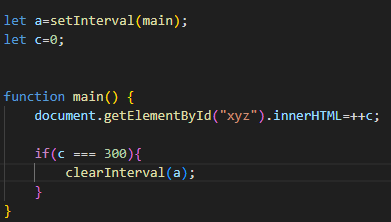 let a=setInterval(main);
let c=0;
function main() {
    document.getElementById("xyz").innerHTML=++c;
    if(c === 300){
        clearInterval(a);
    }
}